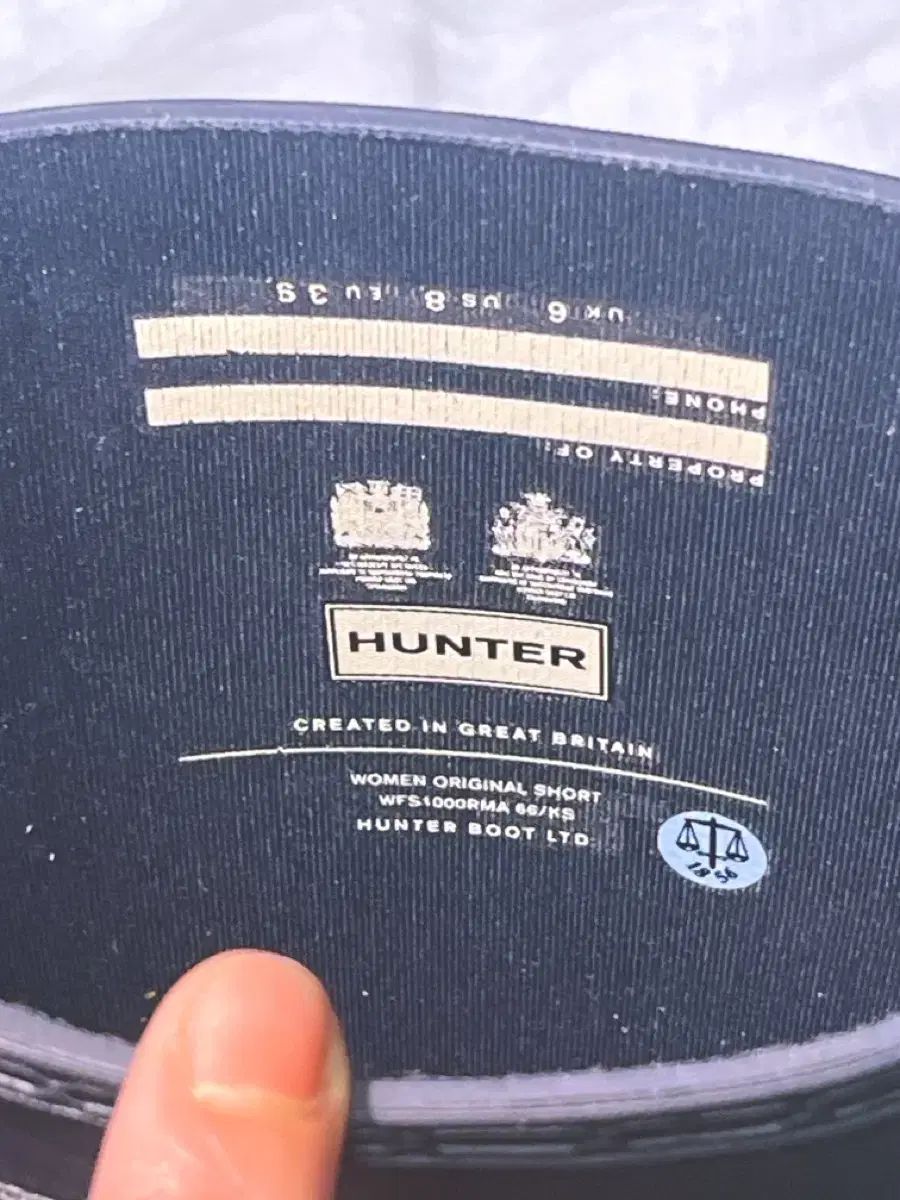 UK 6 US 8 EU 39
PHONE:
PROPERTY OF:
HUNTER
CREATED IN GREAT BRITAIN
WOMEN ORIGINAL SHORT
WFS1000RMA 66/KS
HUNTER BOOT LTD
1856